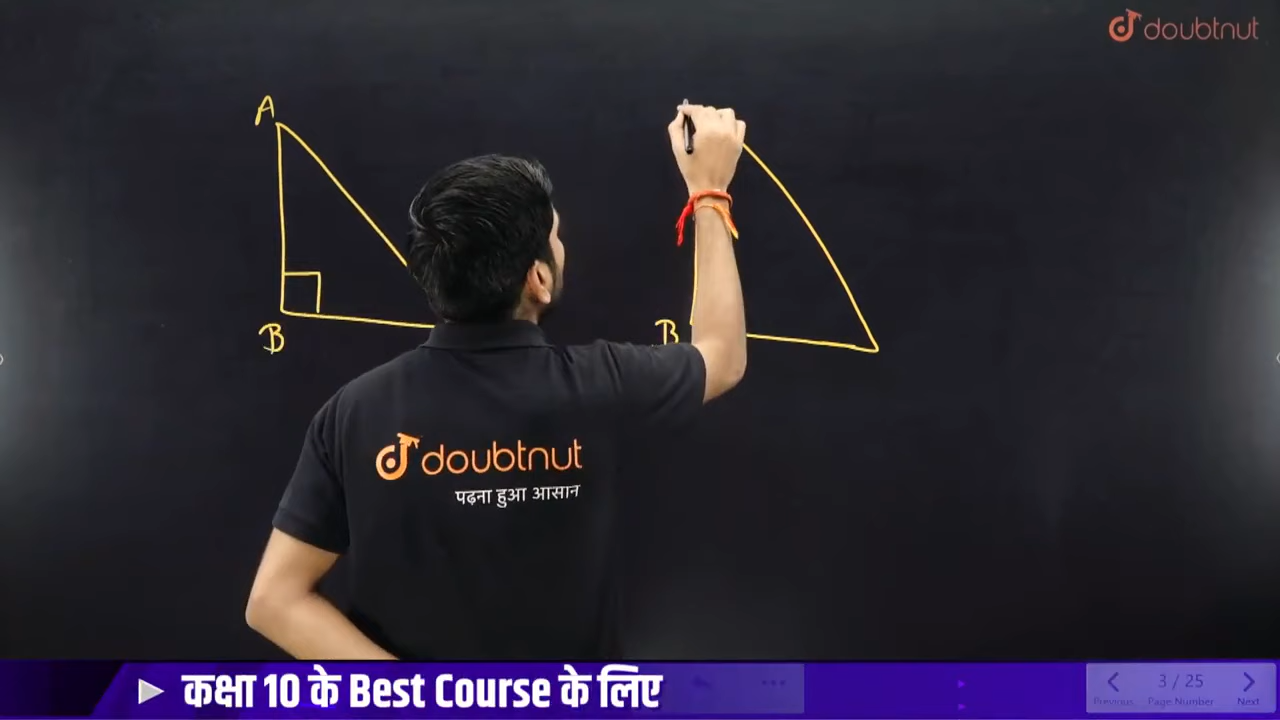 doubtnut
A
B
B
doubtnut
पढ़ना हुआ आसान
कक्षा 10 के Best Course के लिए
3 / 25
Previous Page Number Next